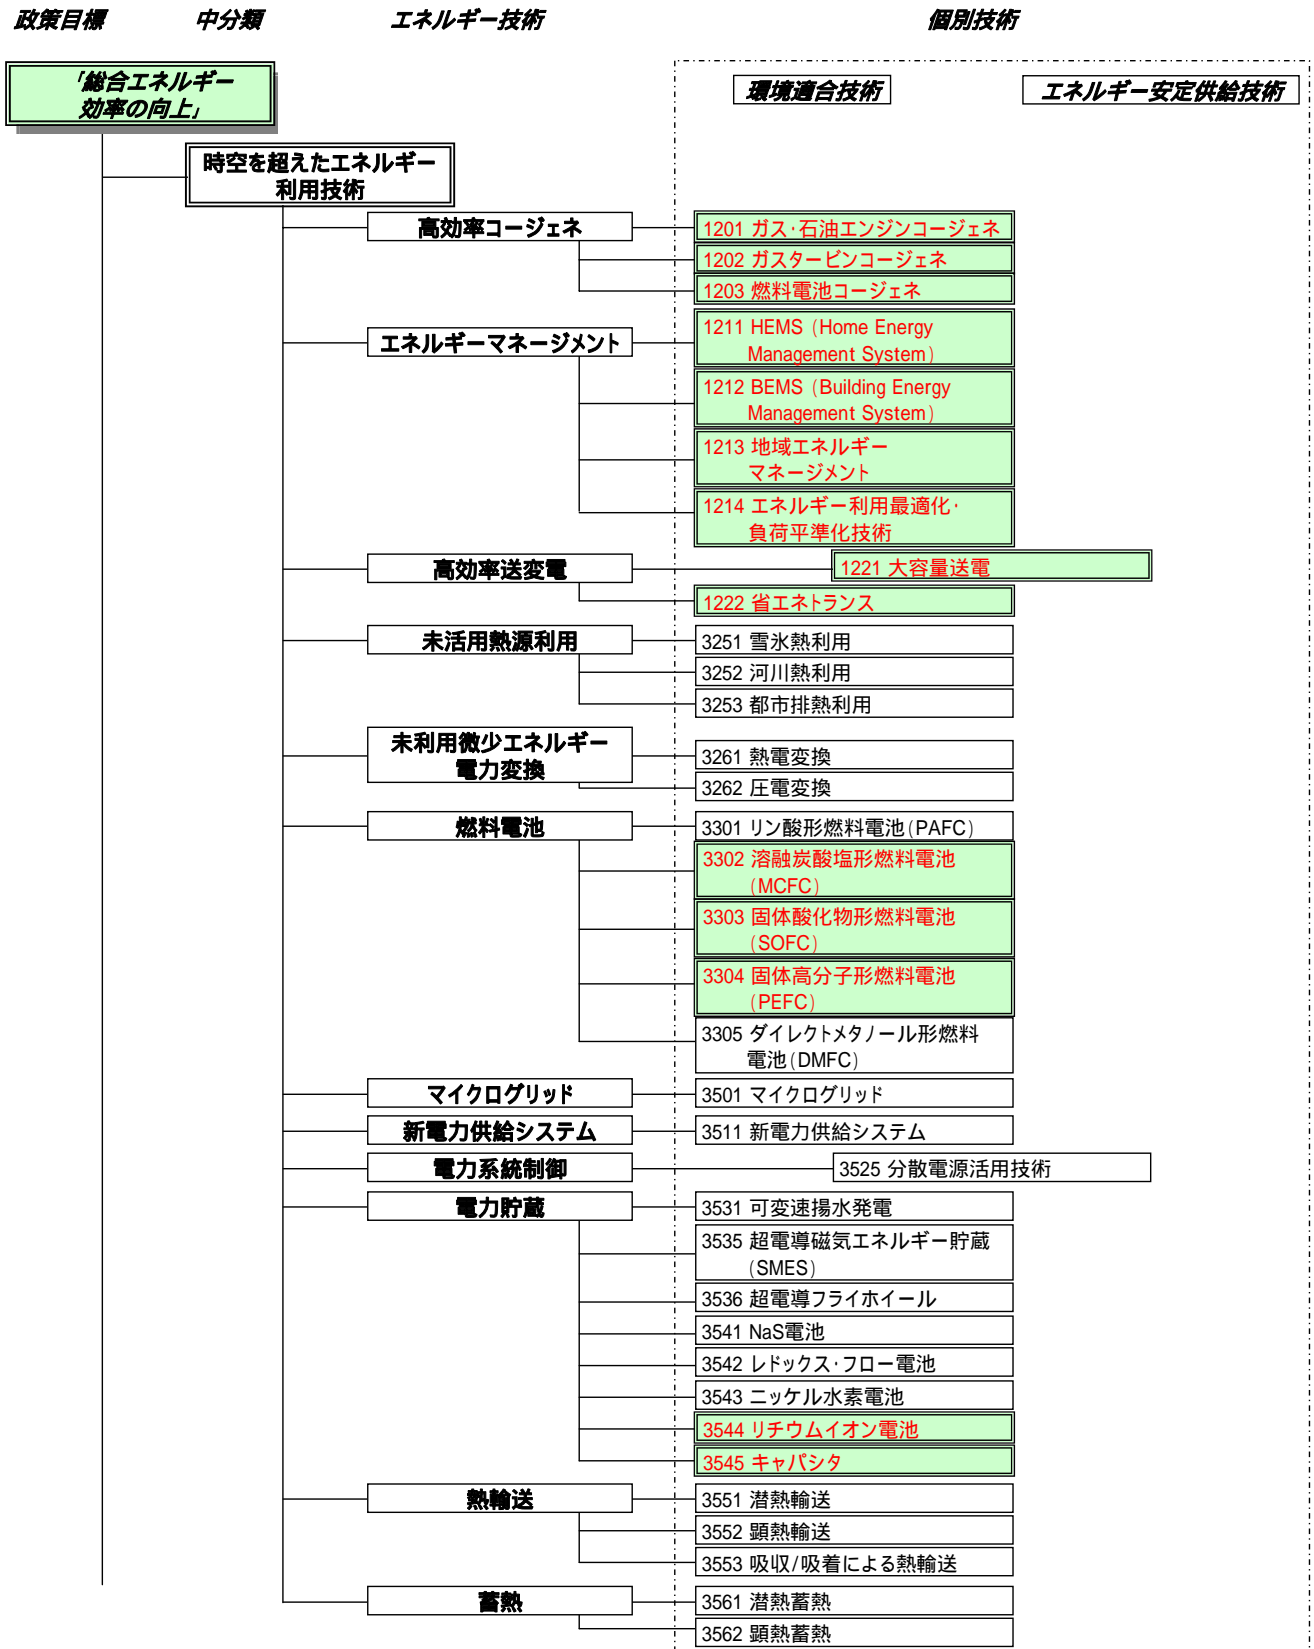 政策目標 中分類 エネルギー技術 個別技術
「総合エネルギー
効率の向上」
環境適合技術 エネルギー安定供給技術
時空を超えたエネルギー
利用技術
高効率コージェネ
1201 ガス・石油エンジンコージェネ
1202 ガスタービンコージェネ
1203 燃料電池コージェネ
エネルギーマネージメント
1211 HEMS (Home Energy
Management System)
1212 BEMS (Building Energy
Management System)
1213 地域エネルギー
マネージメント
1214 エネルギー利用最適化・
負荷平準化技術
高効率送変電
1221 大容量送電
1222 省エネトランス
未活用熱源利用
3251 雪氷熱利用
3252 河川熱利用
3253 都市排熱利用
未利用微少エネルギー
電力変換
3261 熱電変換
3262 圧電変換
燃料電池
3301 リン酸形燃料電池(PAFC)
3302 溶融炭酸塩形燃料電池
(MCFC)
3303 固体酸化物形燃料電池
(SOFC)
3304 固体高分子形燃料電池
(PEFC)
3305 ダイレクトメタノール形燃料
電池(DMFC)
マイクログリッド
3501 マイクログリッド
新電力供給システム
3511 新電力供給システム
電力系統制御
3525 分散電源活用技術
電力貯蔵
3531 可変速揚水発電
3535 超電導磁気エネルギー貯蔵
(SMES)
3536 超電導フライホイール
3541 NaS電池
3542 レドックス・フロー電池
3543 ニッケル水素電池
3544 リチウムイオン電池
3545 キャパシタ
熱輸送
3551 潜熱輸送
3552 顕熱輸送
3553 吸収/吸着による熱輸送
蓄熱
3561 潜熱蓄熱
3562 顕熱蓄熱